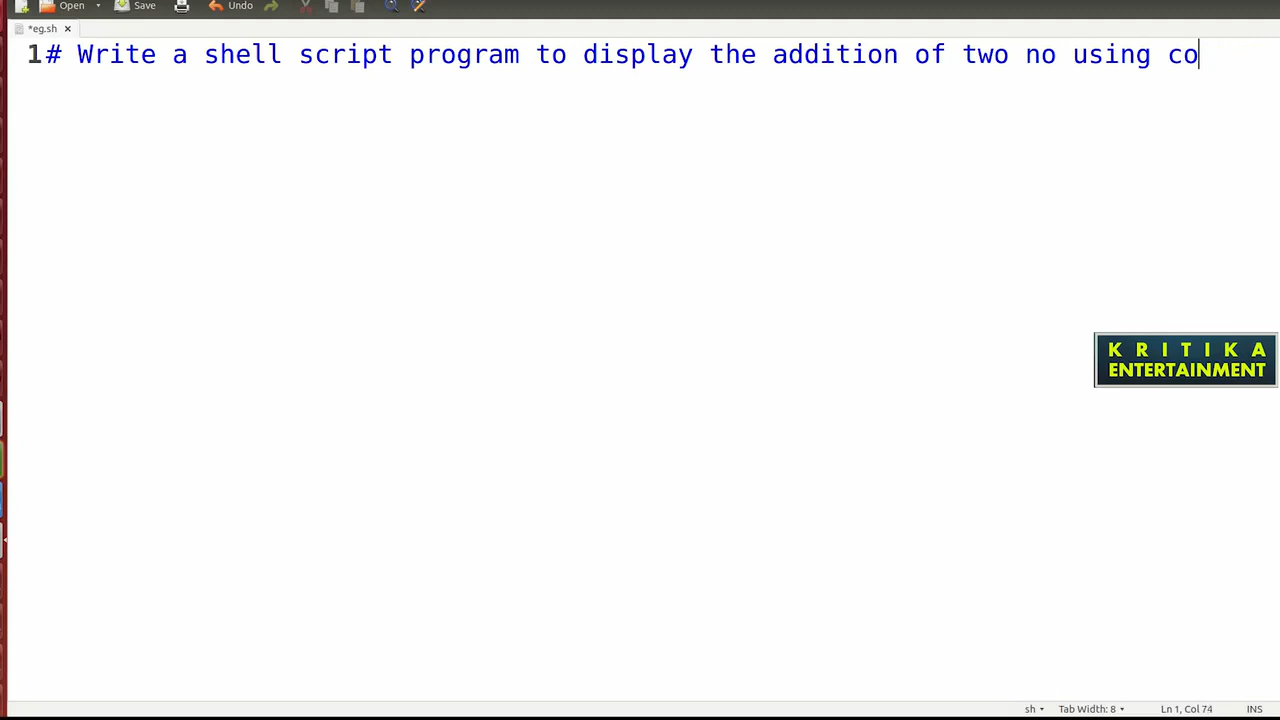 Open Save Undo
*eg.sh ×
1# Write a shell script program to display the addition of two no using co
K R I T I K A
ENTERTAINMENT
sh Tab Width: 8 Ln 1, Col 74 INS